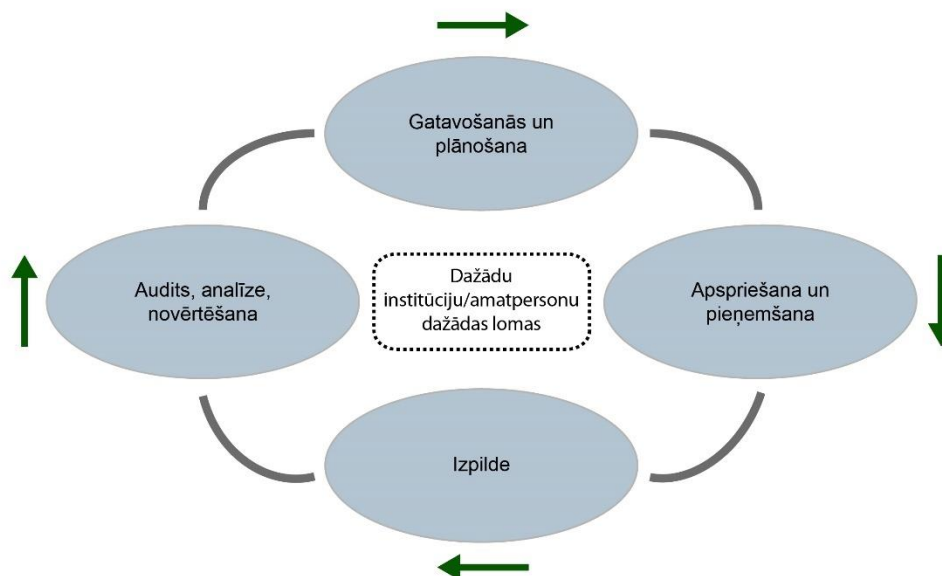 Gatavošanās un
plānošana
Audits, analīze,
novērtēšana
Dažādu
institūciju/amatpersonu
dažādas lomas
Apspriešana un
pieņemšana
Izpilde